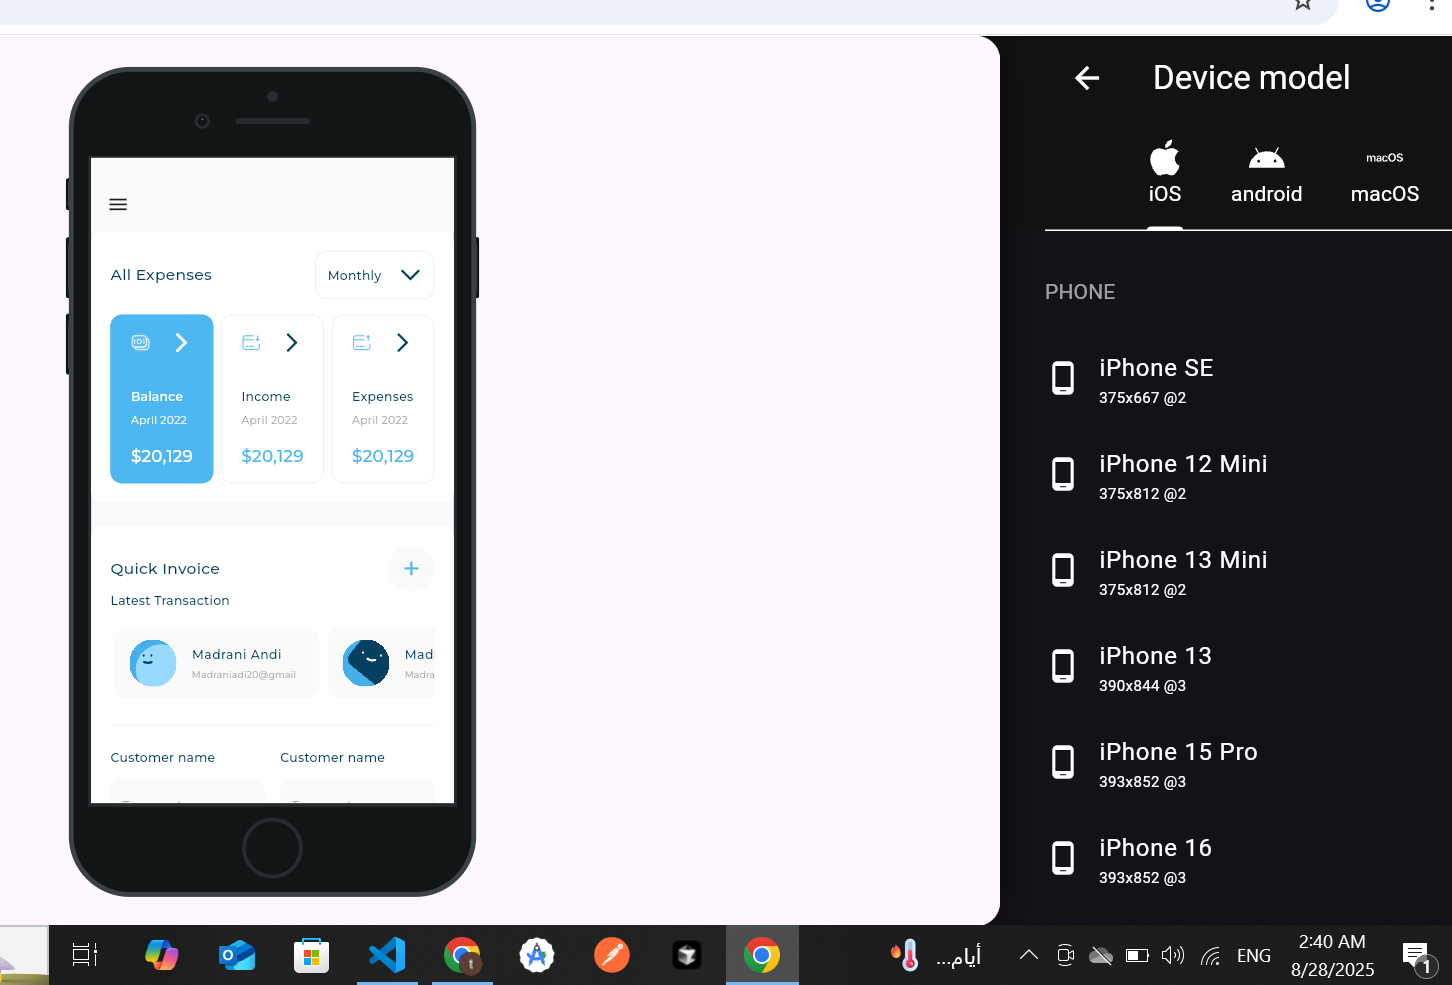 Device model
iOS
android
macOS
macOS
PHONE
iPhone SE
375x667 @2
iPhone 12 Mini
375x812 @2
iPhone 13 Mini
375x812 @2
iPhone 13
390x844 @3
iPhone 15 Pro
393x852 @3
iPhone 16
393x852 @3
All Expenses
Monthly
Balance
April 2022
$20,129
Income
April 2022
$20,129
Expenses
April 2022
$20,129
Quick Invoice
Latest Transaction
Madrani Andi
Madraniadi20@gmail
Madi
Madra
Customer name
Customer name
أيام...
ENG
2:40 AM
8/28/2025
1
t